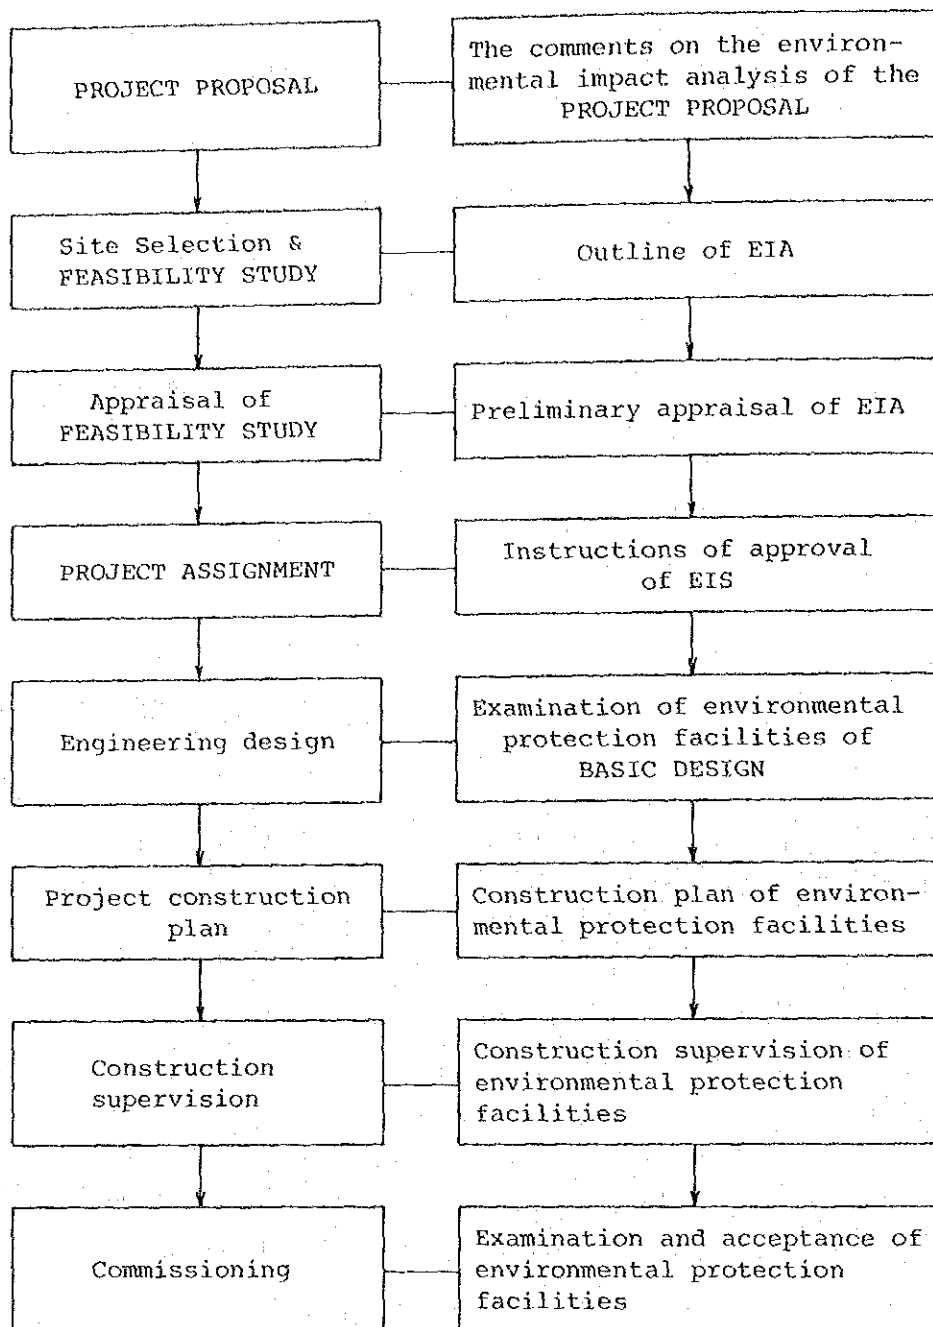 PROJECT PROPOSAL
The comments on the environ-
mental impact analysis of the
PROJECT PROPOSAL
Site Selection &
FEASIBILITY STUDY
Outline of EIA
Appraisal of
FEASIBILITY STUDY
Preliminary appraisal of EIA
PROJECT ASSIGNMENT
Instructions of approval
of EIS
Engineering design
Examination of environmental
protection facilities of
BASIC DESIGN
Project construction
plan
Construction plan of environ-
mental protection facilities
Construction
supervision
Construction supervision of
environmental protection
facilities
Commissioning
Examination and acceptance of
environmental protection
facilities